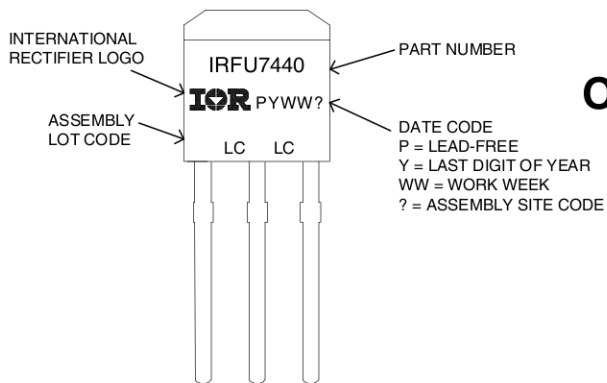 INTERNATIONAL
RECTIFIER LOGO
ASSEMBLY
LOT CODE
IRFU7440
IOR PYWW?
LC LC
PART NUMBER
DATE CODE
P = LEAD-FREE
Y = LAST DIGIT OF YEAR
WW = WORK WEEK
? = ASSEMBLY SITE CODE
O